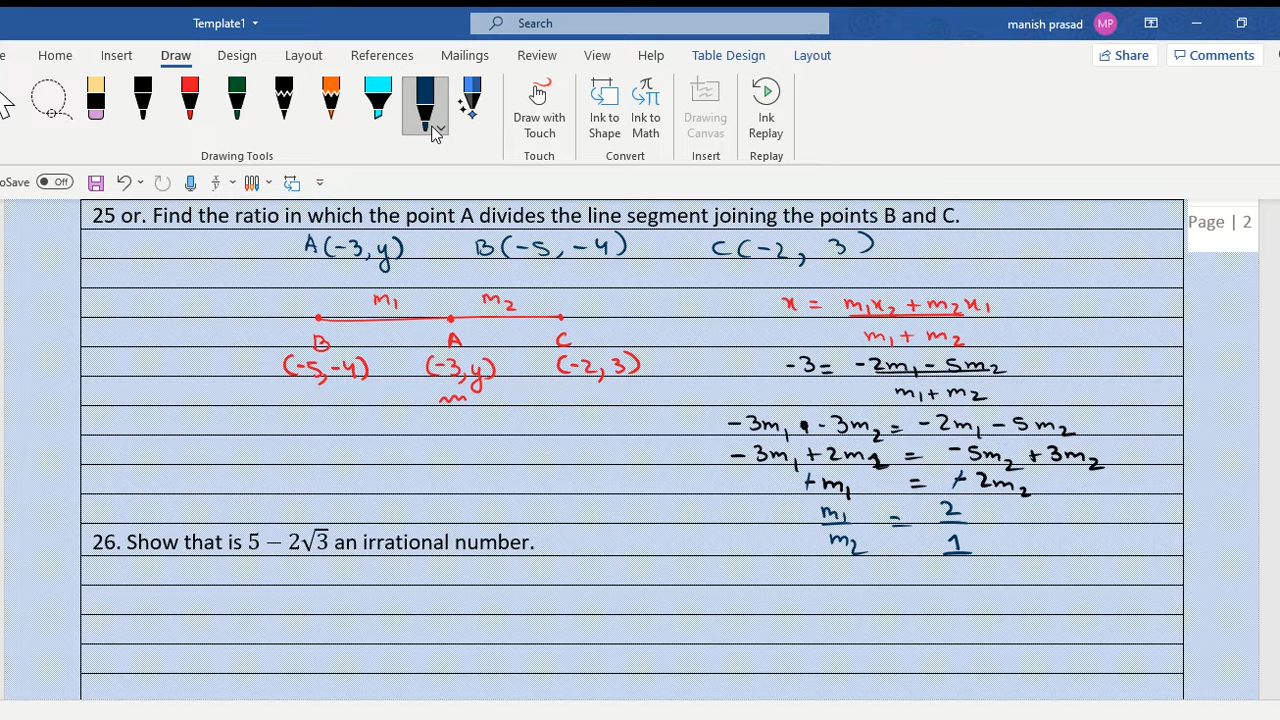 Template1
Search
manish prasad
MP
Home Insert Draw Design Layout References Mailings Review View Help Table Design Layout
Share
Comments
Draw with Touch
Ink to Shape
Ink to Math
Drawing Canvas
Ink Replay
Drawing Tools
Touch
Convert
Insert
Replay
oSave Off
25 or. Find the ratio in which the point A divides the line segment joining the points B and C.
Page | 2
A(-3,y) B(-5,-4) C(-2, 3)
m₁ m₂
x = m₁x₂ + m₂x₁ / m₁ + m₂
B A C
(-5,-4) (-3,y) (-2, 3)
-3 = -2m₁ - 5m₂ / m₁ + m₂
-3m₁ - 3m₂ = -2m₁ - 5m₂
-3m₁ + 2m₁ = -5m₂ + 3m₂
+m₁ = +2m₂
m₁ / m₂ = 2 / 1
26. Show that is 5 − 2√3 an irrational number.